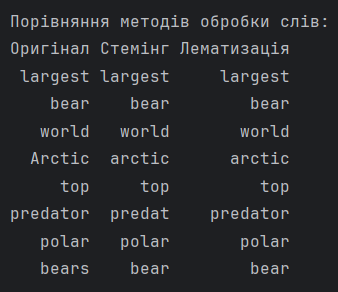 Порівняння методів обробки слів:
Оригінал Стемінг Лематизація
largest largest largest
bear bear bear
world world world
Arctic arctic arctic
top top top
predator predat predator
polar polar polar
bears bear bear